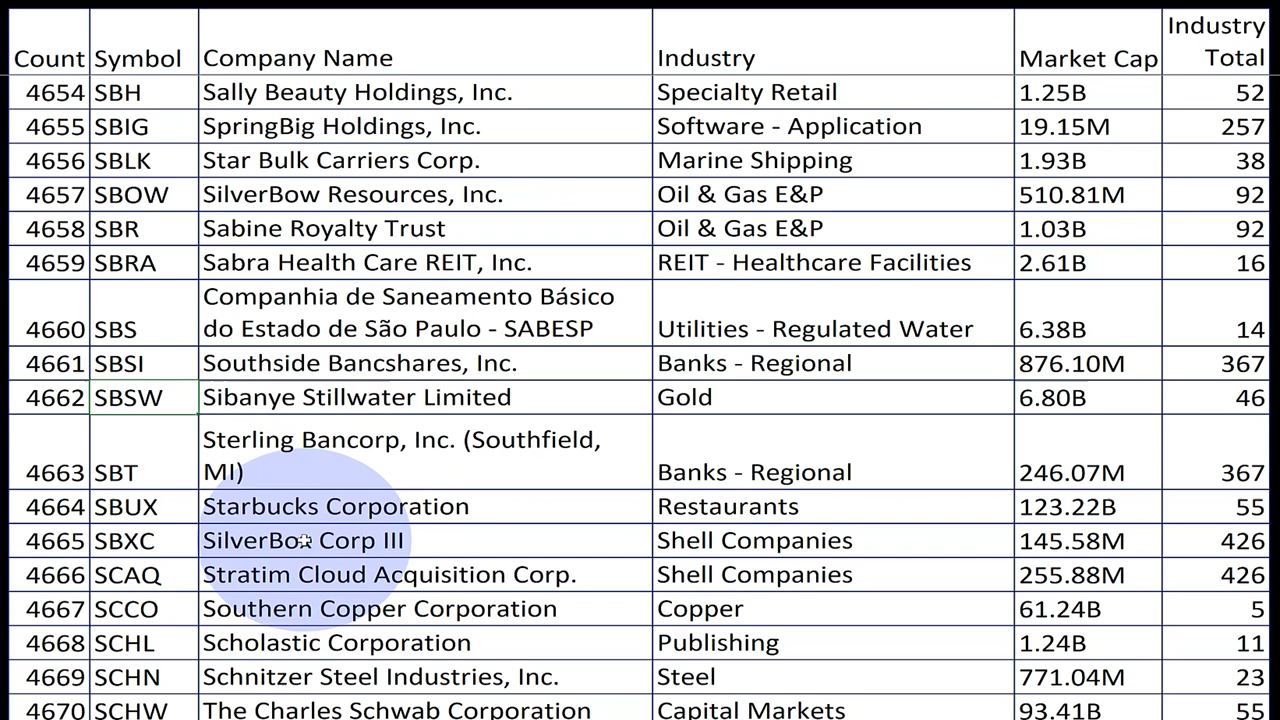 Count Symbol Company Name Industry Market Cap Industry Total
4654 SBH Sally Beauty Holdings, Inc. Specialty Retail 1.25B 52
4655 SBIG SpringBig Holdings, Inc. Software - Application 19.15M 257
4656 SBLK Star Bulk Carriers Corp. Marine Shipping 1.93B 38
4657 SBOW SilverBow Resources, Inc. Oil & Gas E&P 510.81M 92
4658 SBR Sabine Royalty Trust Oil & Gas E&P 1.03B 92
4659 SBRA Sabra Health Care REIT, Inc. REIT - Healthcare Facilities 2.61B 16
Companhia de Saneamento Básico
4660 SBS do Estado de São Paulo - SABESP Utilities - Regulated Water 6.38B 14
4661 SBSI Southside Bancshares, Inc. Banks - Regional 876.10M 367
4662 SBSW Sibanye Stillwater Limited Gold 6.80B 46
Sterling Bancorp, Inc. (Southfield,
4663 SBT MI) Banks - Regional 246.07M 367
4664 SBUX Starbucks Corporation Restaurants 123.22B 55
4665 SBXC SilverBox Corp III Shell Companies 145.58M 426
4666 SCAQ Stratim Cloud Acquisition Corp. Shell Companies 255.88M 426
4667 SCCO Southern Copper Corporation Copper 61.24B 5
4668 SCHL Scholastic Corporation Publishing 1.24B 11
4669 SCHN Schnitzer Steel Industries, Inc. Steel 771.04M 23
4670 SCHW The Charles Schwab Corporation Capital Markets 93.41B 55